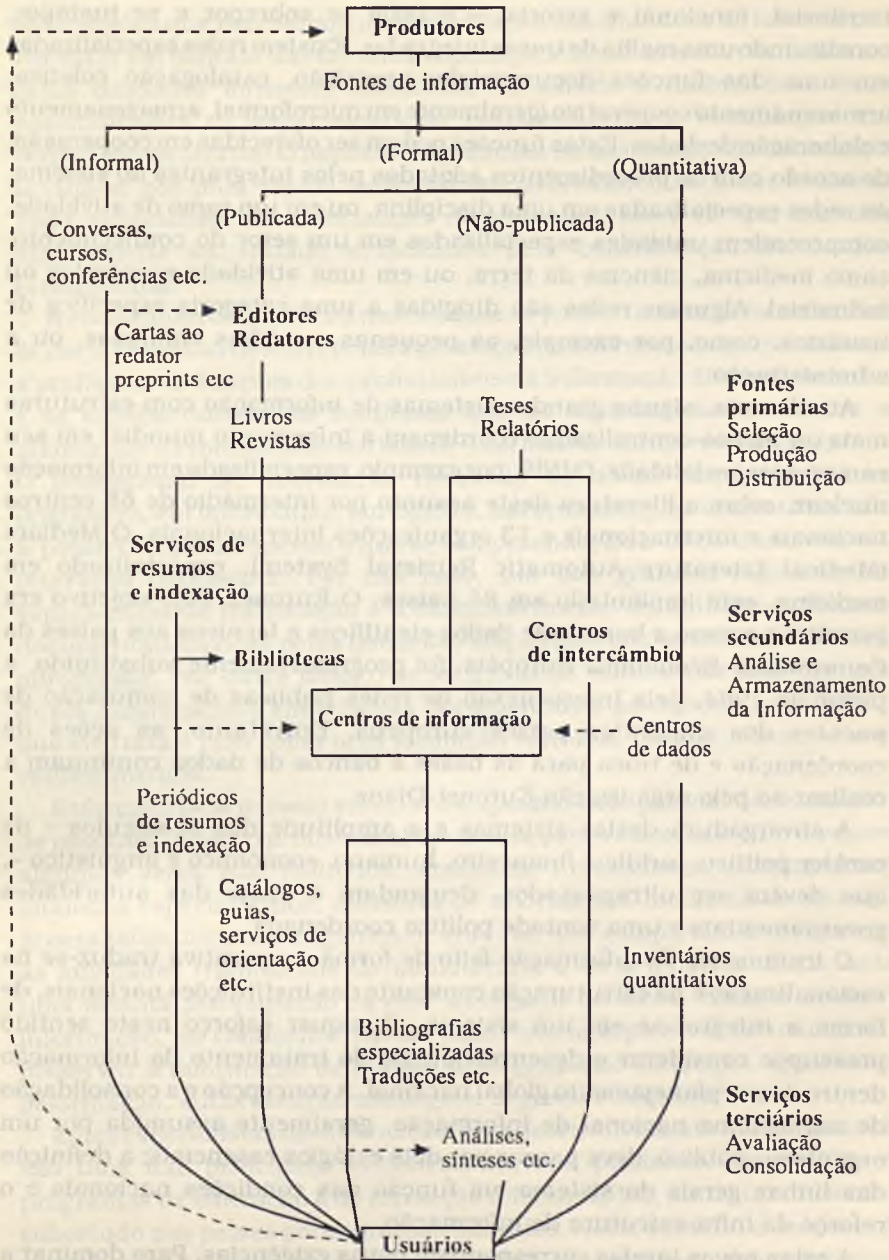 Produtores
Fontes de informação
(Informal)
(Formal)
(Quantitativa)
(Publicada)
(Não-publicada)
Conversas,
cursos,
conferências etc.
Cartas ao
redator
preprints etc
Editores
Redatores
Livros
Revistas
Teses
Relatórios
Fontes
primárias
Seleção
Produção
Distribuição
Serviços de
resumos
e indexação
Bibliotecas
Centros
de intercâmbio
Serviços
secundários
Análise e
Armazenamento
da Informação
Centros de informação
Centros
de dados
Periódicos
de resumos
e indexação
Catálogos,
guias,
serviços de
orientação
etc.
Inventários
quantitativos
Bibliografias
especializadas
Traduções etc.
Análises,
sínteses etc.
Serviços
terciários
Avaliação
Consolidação
Usuários